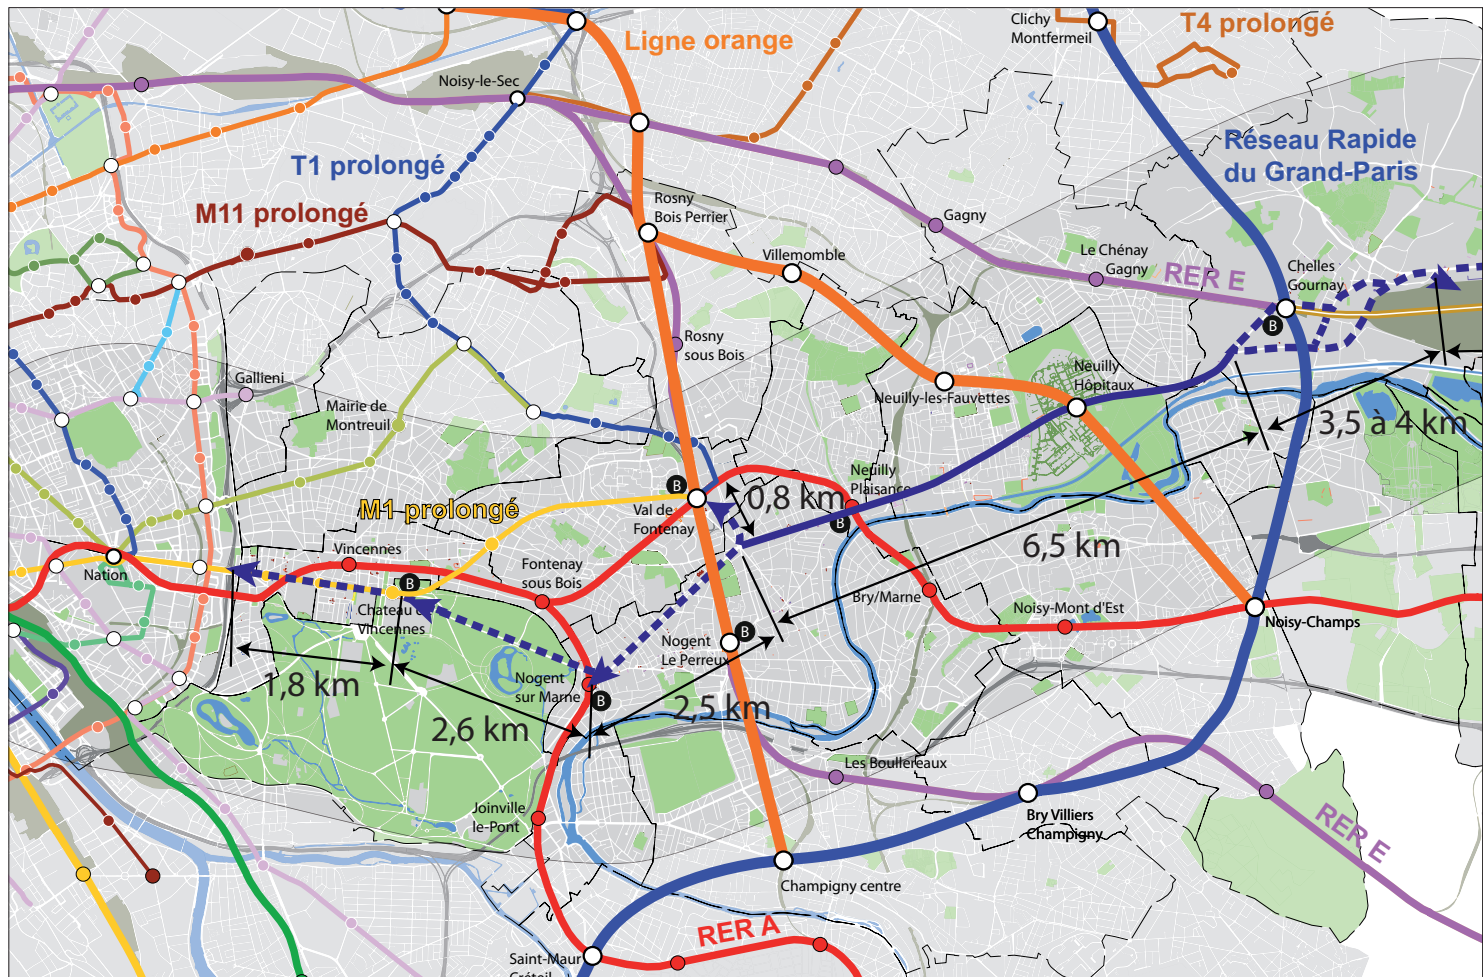 Clichy
Montfermeil
T4 prolongé
Ligne orange
Noisy-le-Sec
Réseau Rapide
du Grand-Paris
T1 prolongé
M11 prolongé
Rosny
Bois Perrier
Gagny
Villemomble
Le Chénay
Gagny
RER E
Chelles
Gournay
B
Rosny
sous Bois
Gallieni
Neuilly
Hôpitaux
Neuilly-les-Fauvettes
Mairie de
Montreuil
3,5 à 4 km
Neuilly
Plaisance
B
0,8 km
B
Val de
Fontenay
M1 prolongé
6,5 km
Vincennes
Nation
Fontenay
sous Bois
B
Chateau
Vincennes
Bry/Marne
Noisy-Mont d'Est
Noisy-Champs
B
Nogent
Le Perreux
1,8 km
Nogent
sur Marne
B
2,6 km
2,5 km
Les Boullereaux
Joinville
le-Pont
Bry Villiers
Champigny
RER E
Champigny centre
RER A
Saint-Maur
Créteil